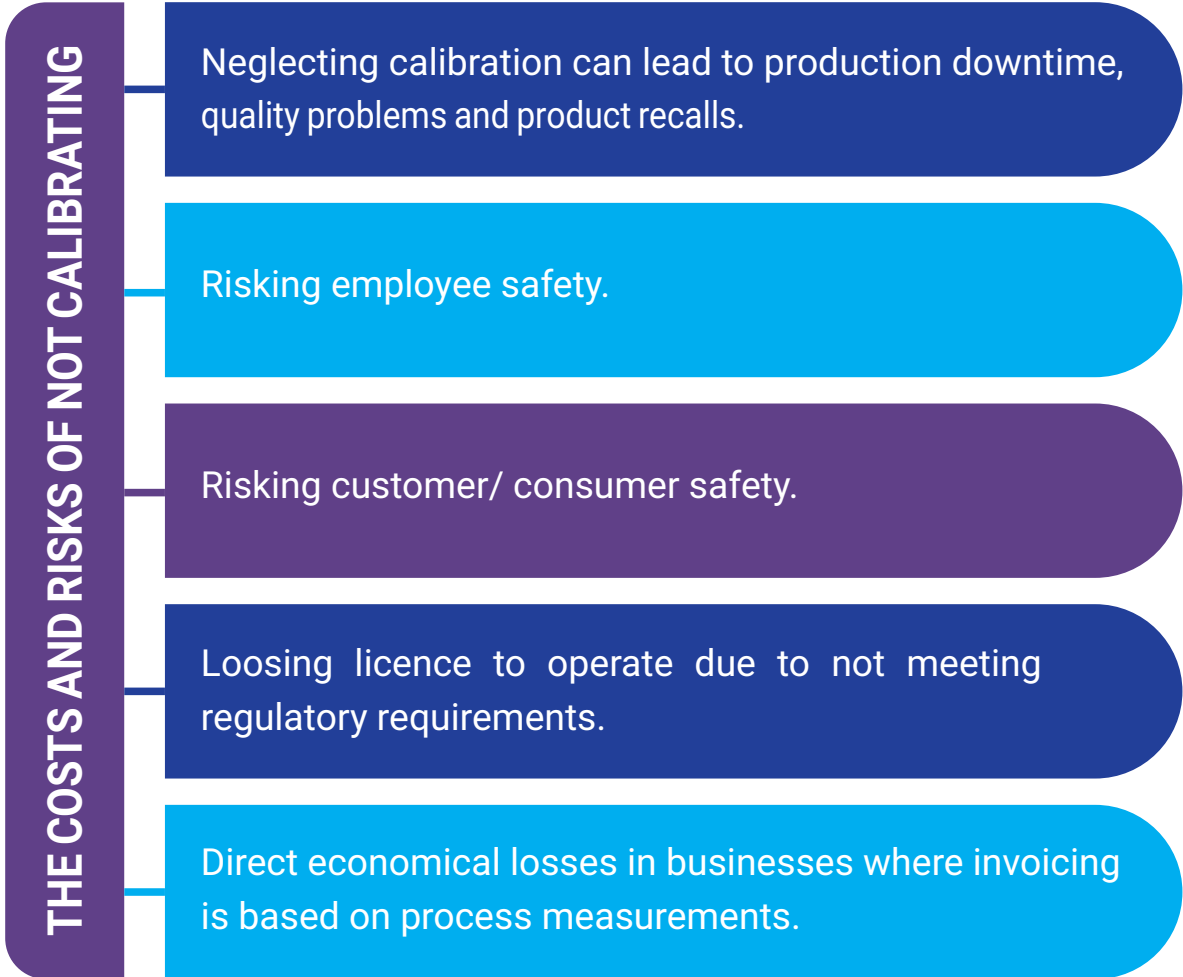 THE COSTS AND RISKS OF NOT CALIBRATING
Neglecting calibration can lead to production downtime,
quality problems and product recalls.
Risking employee safety.
Risking customer/ consumer safety.
Loosing licence to operate due to not meeting
regulatory requirements.
Direct economical losses in businesses where invoicing
is based on process measurements.